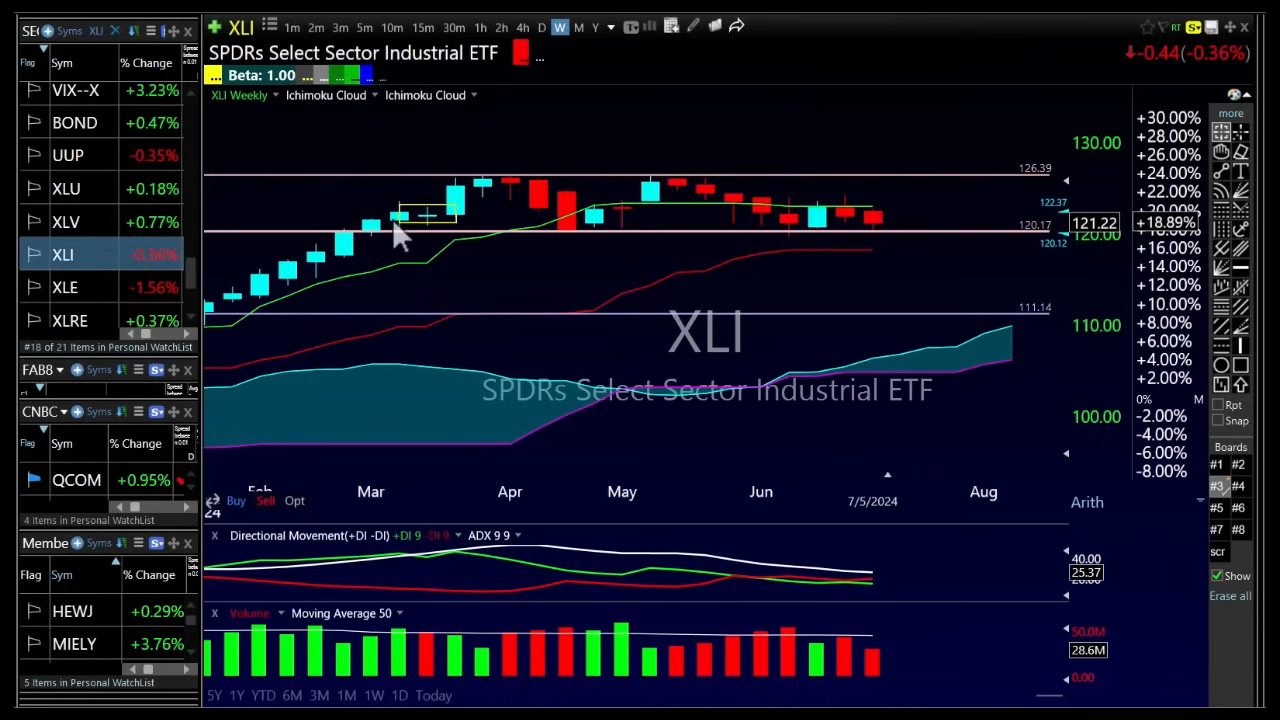 SE Syms XLI
Flag Sym % Change
VIX--X +3.23%
BOND +0.47%
UUP -0.35%
XLU +0.18%
XLV +0.77%
XLI -0.36%
XLE -1.56%
XLRE +0.37%
#18 of 21 Items in Personal WatchList
FAB8 Syms
CNBC Syms
Flag Sym % Change
QCOM +0.95%
4 Items in Personal WatchList
Membe Syms
Flag Sym % Change
HEWJ +0.29%
MIELY +3.76%
5 Items in Personal WatchList
XLI 1m 2m 3m 5m 10m 15m 30m 1h 2h 4h D W M Y
RT
SPDRs Select Sector Industrial ETF ...
-0.44(-0.36%)
... Beta: 1.00 ... ... ... ... ... ...
XLI Weekly Ichimoku Cloud Ichimoku Cloud
126.39
122.37
120.17
120.12
111.14
XLI
SPDRs Select Sector Industrial ETF
130.00
121.22
120.00
110.00
100.00
+30.00%
+28.00%
+26.00%
+24.00%
+22.00%
+20.00%
+18.89%
+16.00%
+14.00%
+12.00%
+10.00%
+8.00%
+6.00%
+4.00%
+2.00%
0% M
-2.00%
-4.00%
-6.00%
-8.00%
Feb Mar Apr May Jun 7/5/2024 Aug
24
Buy Sell Opt
Arith
X Directional Movement(+DI -DI) +DI 9 -DI 9 ADX 9 9
40.00
25.37
X Volume Moving Average 50
50.0M
28.6M
0.00
5Y 1Y YTD 6M 3M 1M 1W 1D Today
more
T
Rpt
Snap
Boards
#1 #2
#3 #4
#5 #6
#7 #8
scr
Show
Erase all